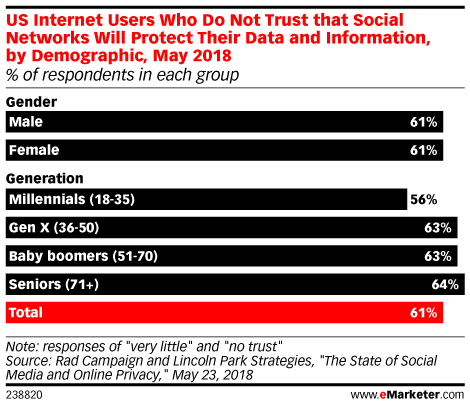 US Internet Users Who Do Not Trust that Social
Networks Will Protect Their Data and Information,
by Demographic, May 2018
% of respondents in each group
Gender
Male 61%
Female 61%
Generation
Millennials (18-35) 56%
Gen X (36-50) 63%
Baby boomers (51-70) 63%
Seniors (71+) 64%
Total 61%
Note: responses of "very little" and "no trust"
Source: Rad Campaign and Lincoln Park Strategies, "The State of Social
Media and Online Privacy," May 23, 2018
238820 www.eMarketer.com